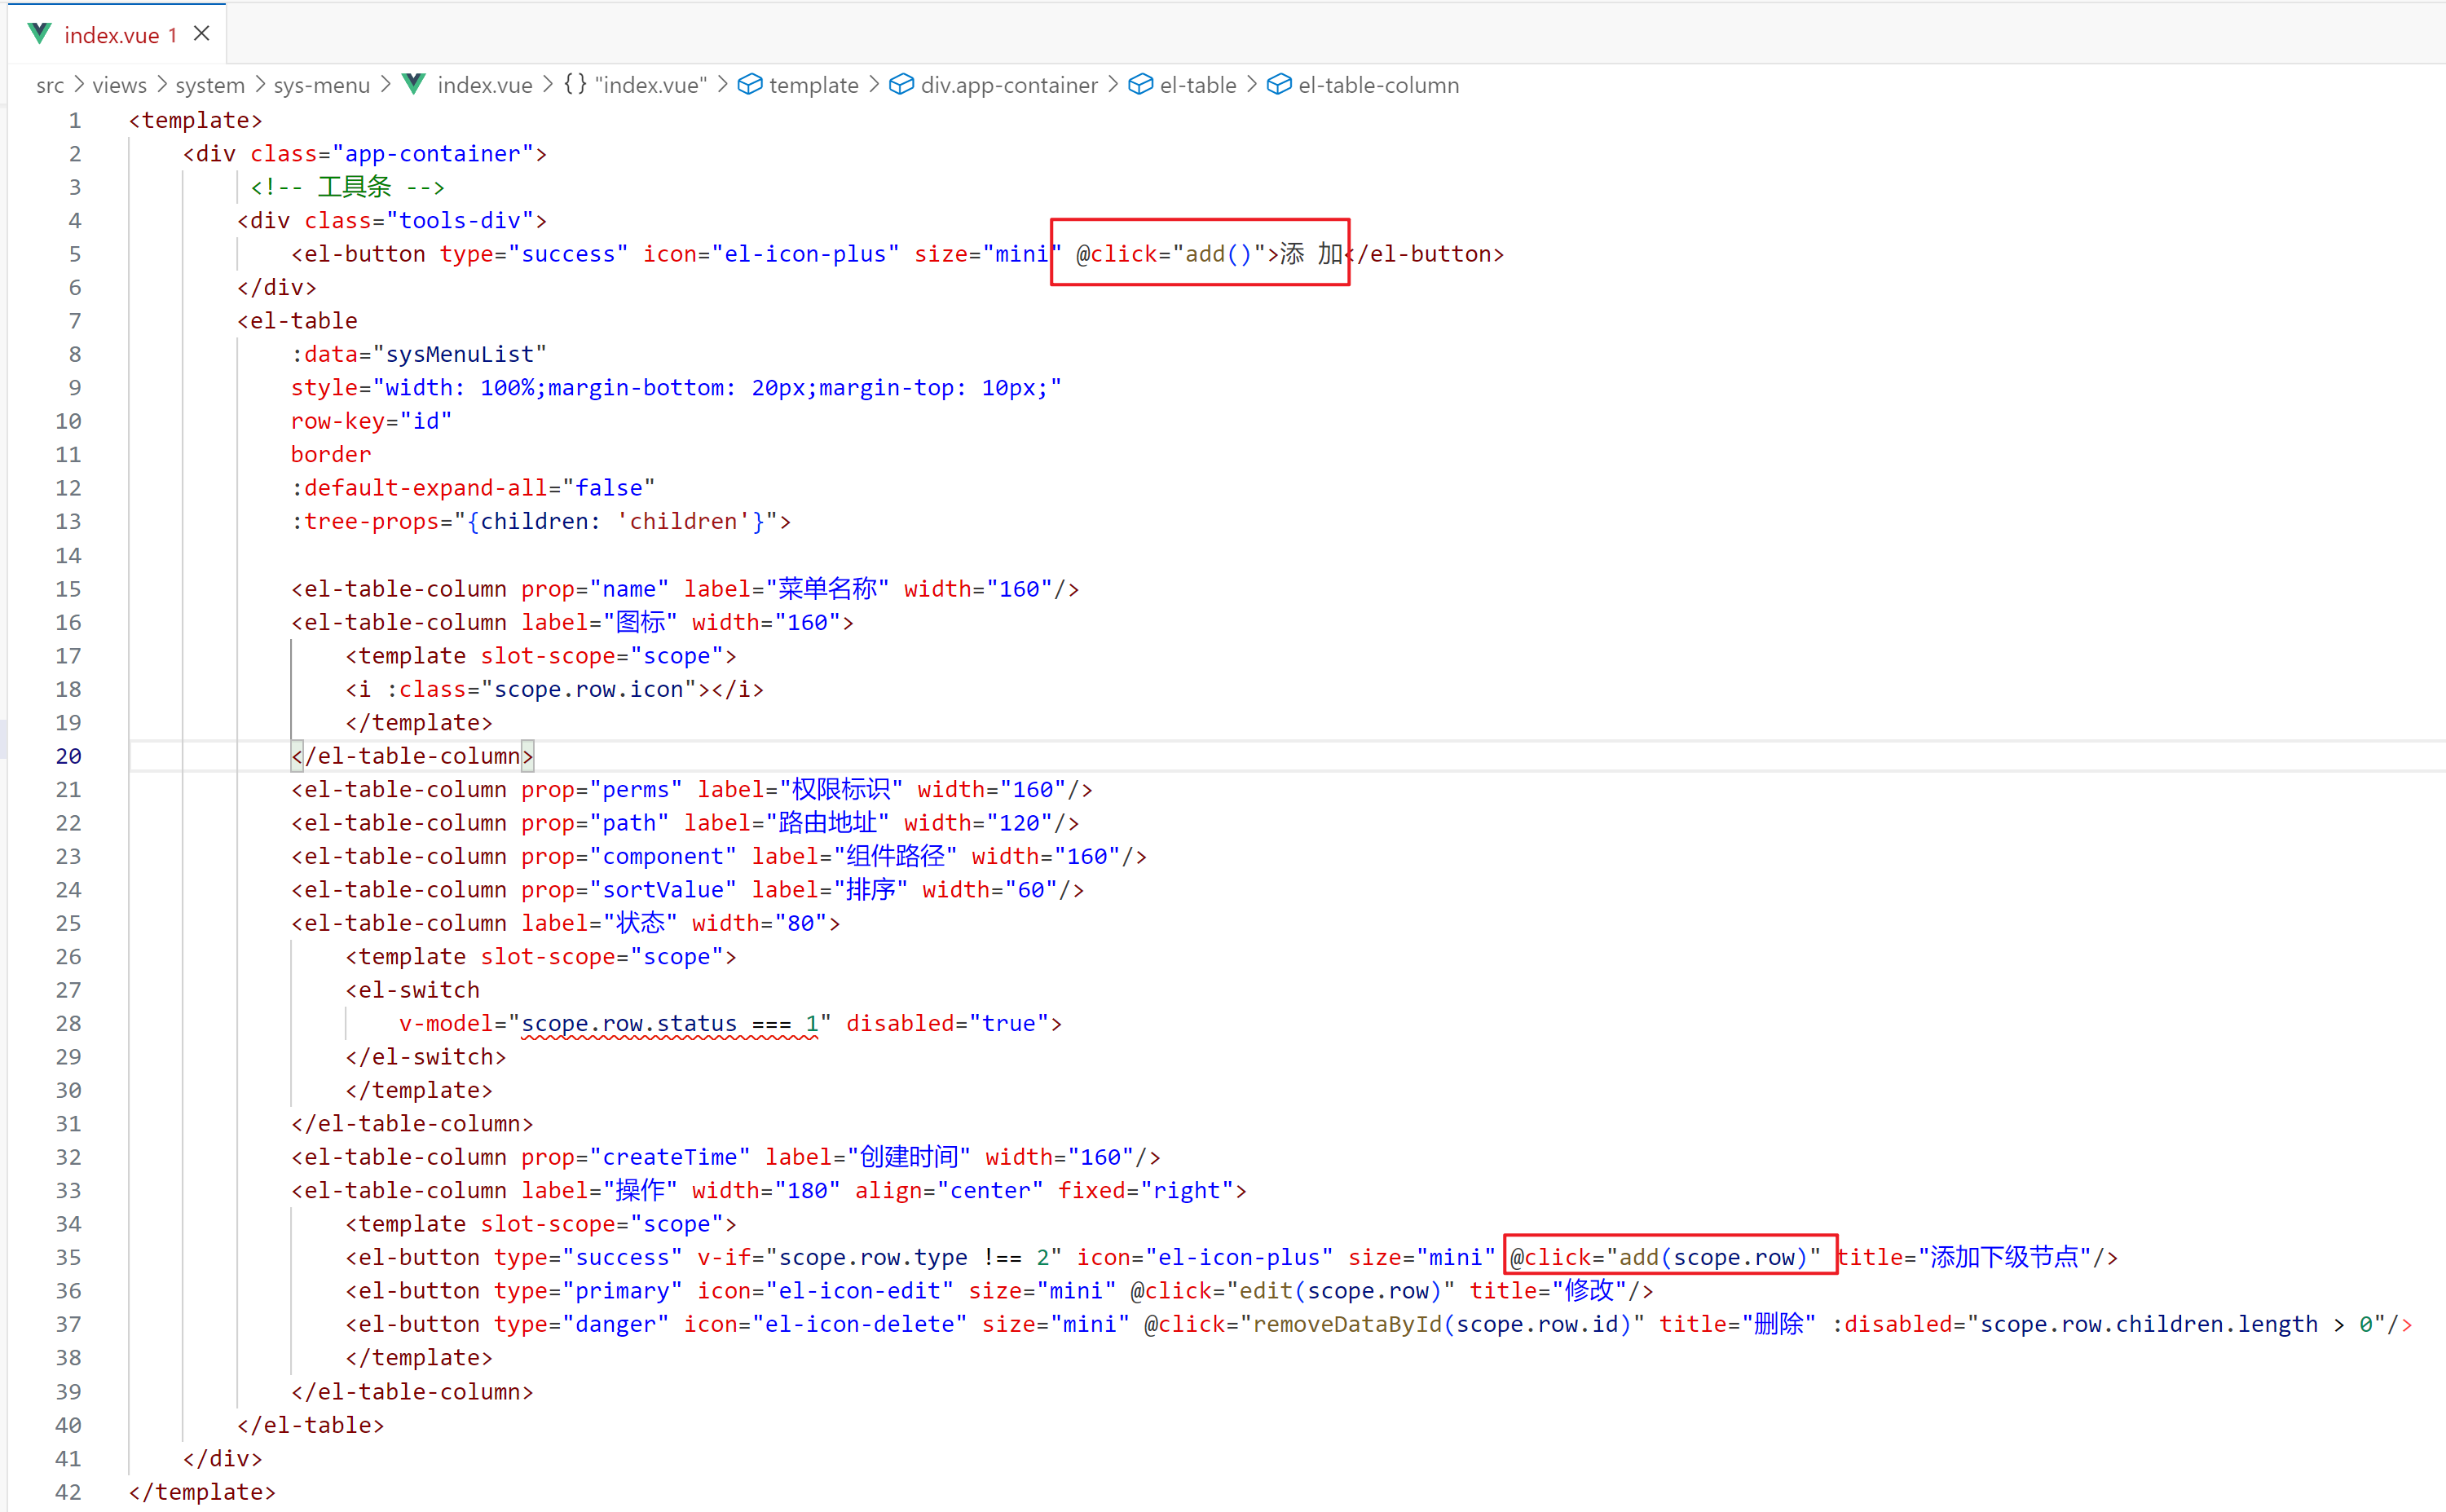 index.vue 1
src > views > system > sys-menu > index.vue > {} "index.vue" > template > div.app-container > el-table > el-table-column
1 <template>
2 <div class="app-container">
3 <!-- 工具条 -->
4 <div class="tools-div">
5 <el-button type="success" icon="el-icon-plus" size="mini" @click="add()">添 加</el-button>
6 </div>
7 <el-table
8 :data="sysMenuList"
9 style="width: 100%;margin-bottom: 20px;margin-top: 10px;"
10 row-key="id"
11 border
12 :default-expand-all="false"
13 :tree-props="{children: 'children'}">
14
15 <el-table-column prop="name" label="菜单名称" width="160"/>
16 <el-table-column label="图标" width="160">
17 <template slot-scope="scope">
18 <i :class="scope.row.icon"></i>
19 </template>
20 </el-table-column>
21 <el-table-column prop="perms" label="权限标识" width="160"/>
22 <el-table-column prop="path" label="路由地址" width="120"/>
23 <el-table-column prop="component" label="组件路径" width="160"/>
24 <el-table-column prop="sortValue" label="排序" width="60"/>
25 <el-table-column label="状态" width="80">
26 <template slot-scope="scope">
27 <el-switch
28 v-model="scope.row.status === 1" disabled="true">
29 </el-switch>
30 </template>
31 </el-table-column>
32 <el-table-column prop="createTime" label="创建时间" width="160"/>
33 <el-table-column label="操作" width="180" align="center" fixed="right">
34 <template slot-scope="scope">
35 <el-button type="success" v-if="scope.row.type !== 2" icon="el-icon-plus" size="mini" @click="add(scope.row)" title="添加下级节点"/>
36 <el-button type="primary" icon="el-icon-edit" size="mini" @click="edit(scope.row)" title="修改"/>
37 <el-button type="danger" icon="el-icon-delete" size="mini" @click="removeDataById(scope.row.id)" title="删除" :disabled="scope.row.children.length > 0"/>
38 </template>
39 </el-table-column>
40 </el-table>
41 </div>
42 </template>